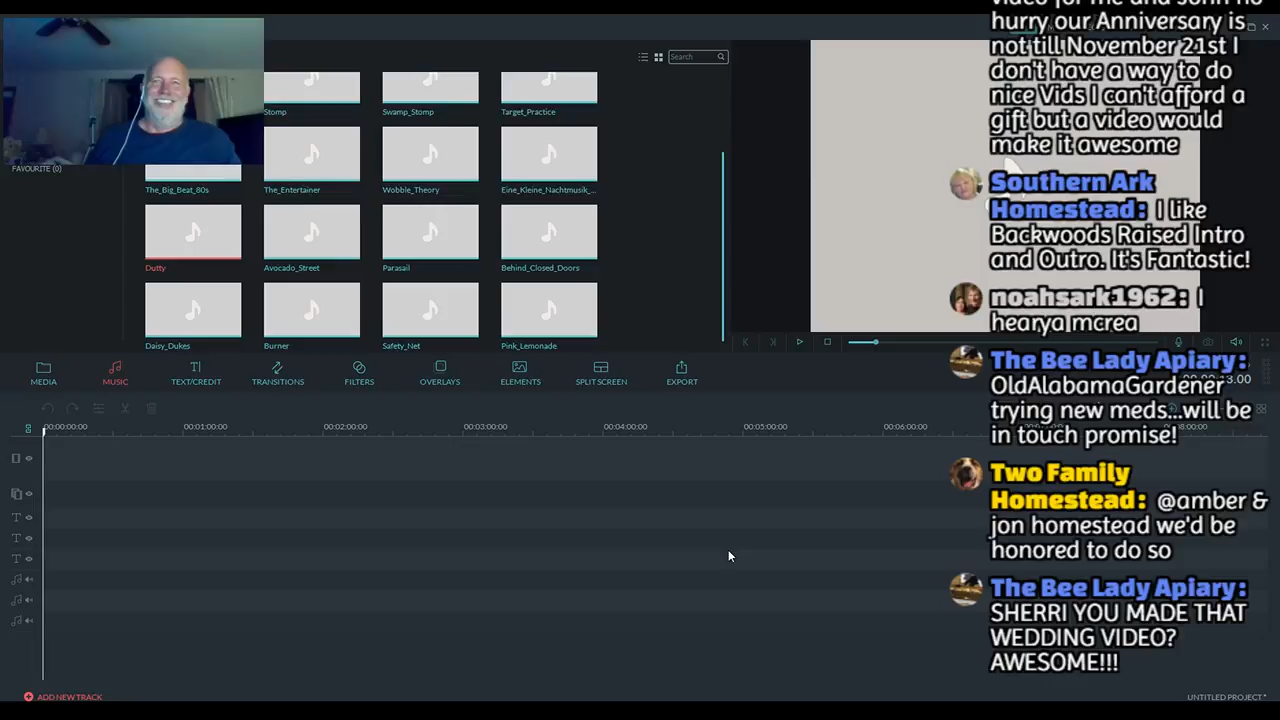 video for me and John no
hurry our Anniversary is
not till November 21st I
don't have a way to do
nice Vids I can't afford a
gift but a video would
make it awesome
Southern Ark
Homestead: I like
Backwoods Raised Intro
and Outro. It's Fantastic!
noahsark1962: I
hearya mcrea
The Bee Lady Apiary:
OldAlabamaGardener
trying new meds...will be
in touch promise!
Two Family
Homestead: @amber &
jon homestead we'd be
honored to do so
The Bee Lady Apiary:
SHERRI YOU MADE THAT
WEDDING VIDEO?
AWESOME!!!
Search
FAVOURITE (0)
Stomp
Swamp_Stomp
Target_Practice
The_Big_Beat_80s
The_Entertainer
Wobble_Theory
Eine_Kleine_Nachtmusik_...
Dutty
Avocado_Street
Parasail
Behind_Closed_Doors
Daisy_Dukes
Burner
Safety_Net
Pink_Lemonade
MEDIA
MUSIC
TEXT/CREDIT
TRANSITIONS
FILTERS
OVERLAYS
ELEMENTS
SPLIT SCREEN
EXPORT
00:00:00:00
00:01:00:00
00:02:00:00
00:03:00:00
00:04:00:00
00:05:00:00
00:06:00:00
ADD NEW TRACK
UNTITLED PROJECT*